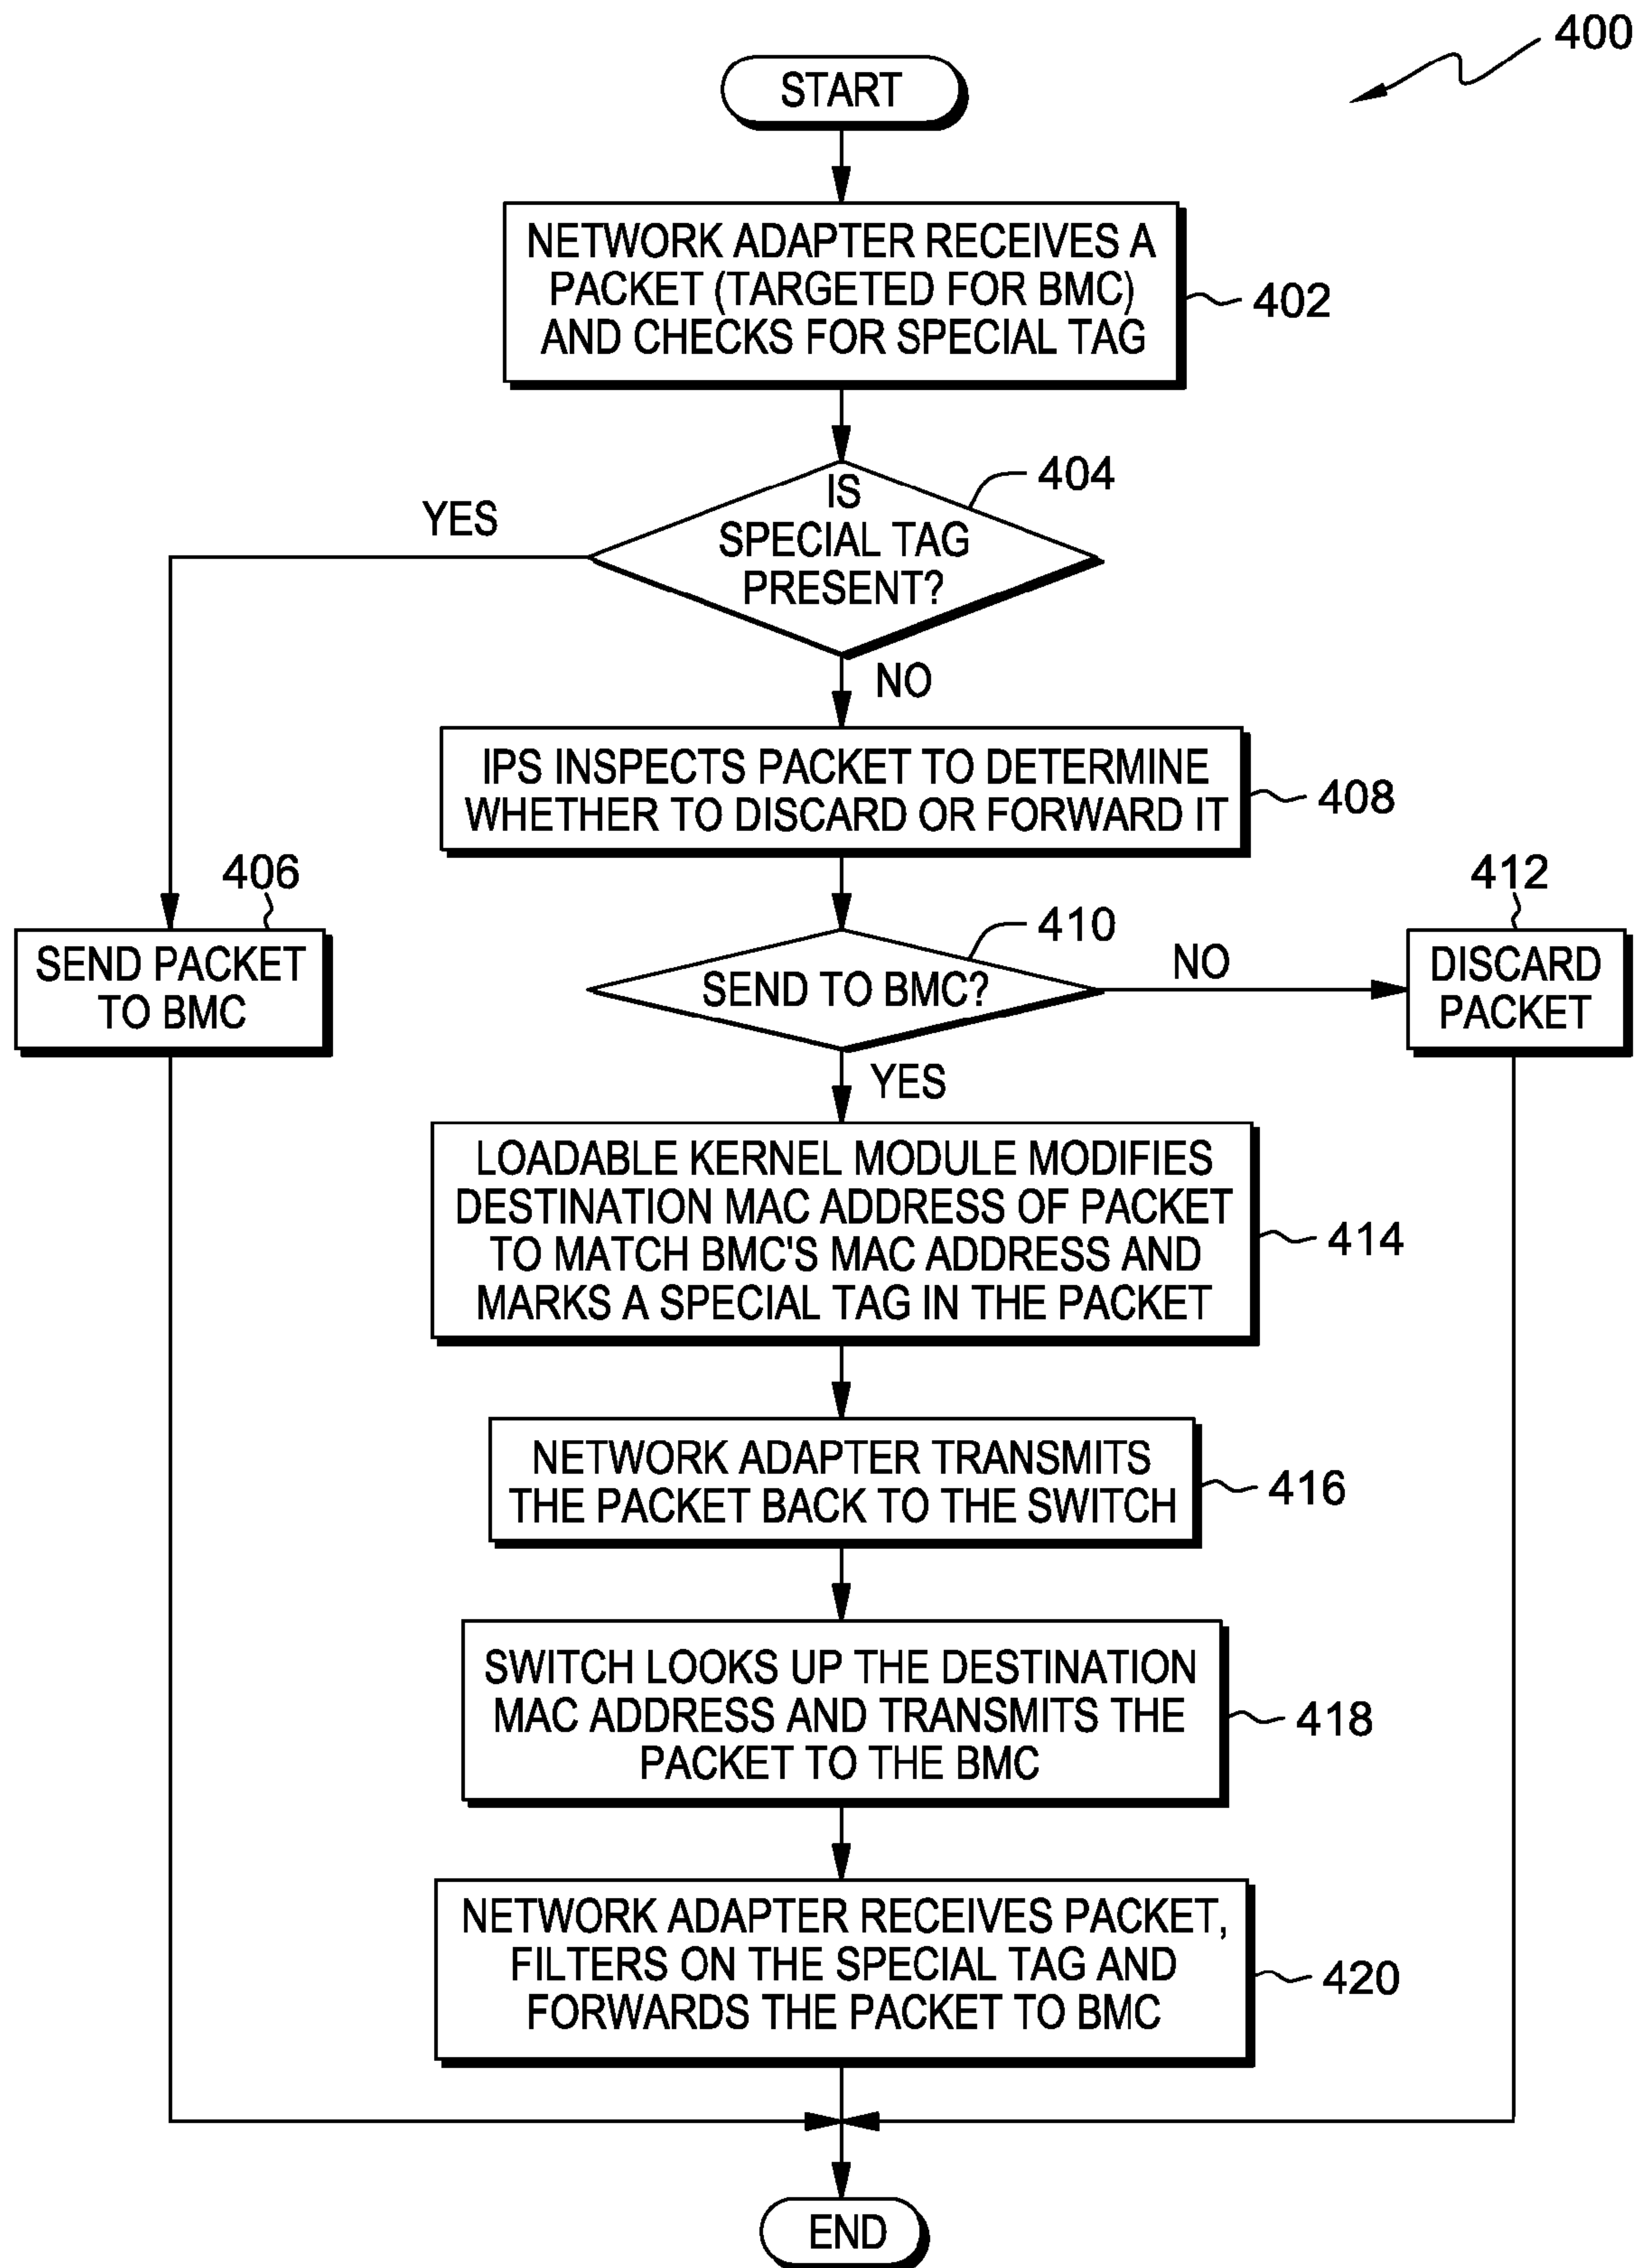 400
START
NETWORK ADAPTER RECEIVES A
PACKET (TARGETED FOR BMC)
AND CHECKS FOR SPECIAL TAG
402
IS
SPECIAL TAG
PRESENT?
404
YES
NO
IPS INSPECTS PACKET TO DETERMINE
WHETHER TO DISCARD OR FORWARD IT
408
406
SEND PACKET
TO BMC
SEND TO BMC?
410
NO
412
DISCARD
PACKET
YES
LOADABLE KERNEL MODULE MODIFIES
DESTINATION MAC ADDRESS OF PACKET
TO MATCH BMC'S MAC ADDRESS AND
MARKS A SPECIAL TAG IN THE PACKET
414
NETWORK ADAPTER TRANSMITS
THE PACKET BACK TO THE SWITCH
416
SWITCH LOOKS UP THE DESTINATION
MAC ADDRESS AND TRANSMITS THE
PACKET TO THE BMC
418
NETWORK ADAPTER RECEIVES PACKET,
FILTERS ON THE SPECIAL TAG AND
FORWARDS THE PACKET TO BMC
420
END